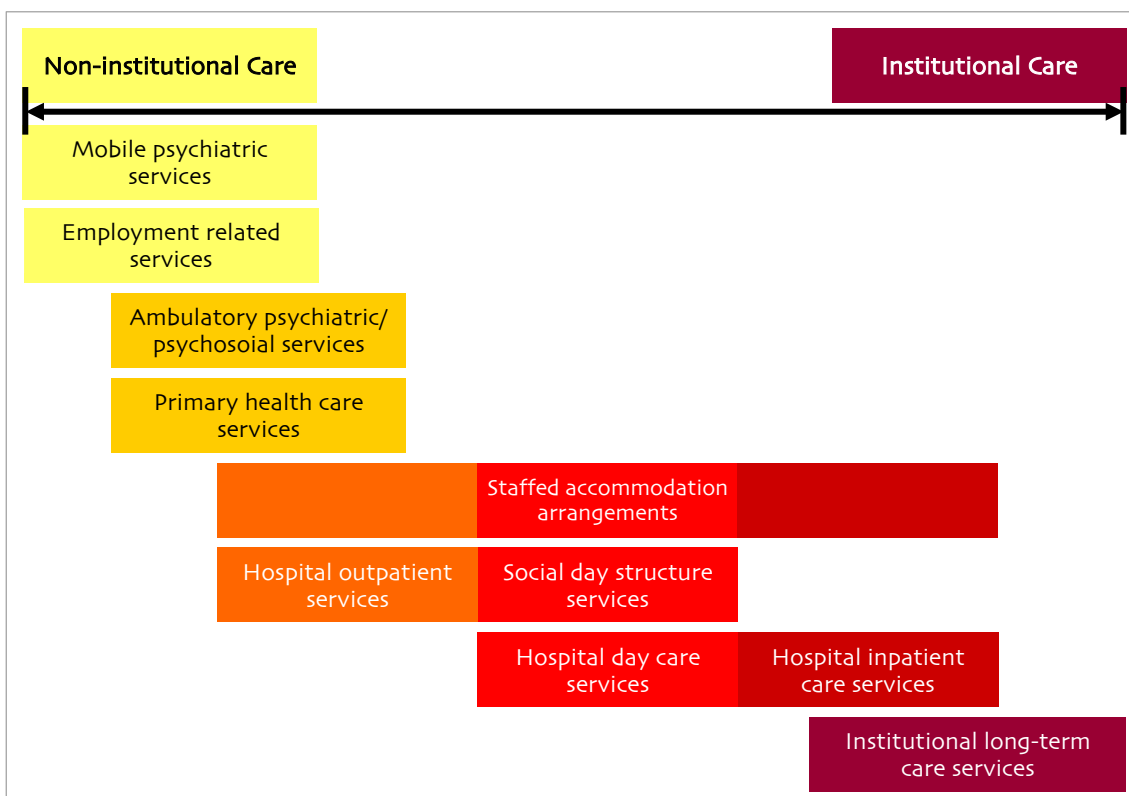 Non-institutional Care
Institutional Care
Mobile psychiatric
services
Employment related
services
Ambulatory psychiatric/
psychosoial services
Primary health care
services
Staffed accommodation
arrangements
Hospital outpatient
services
Social day structure
services
Hospital day care
services
Hospital inpatient
care services
Institutional long-term
care services